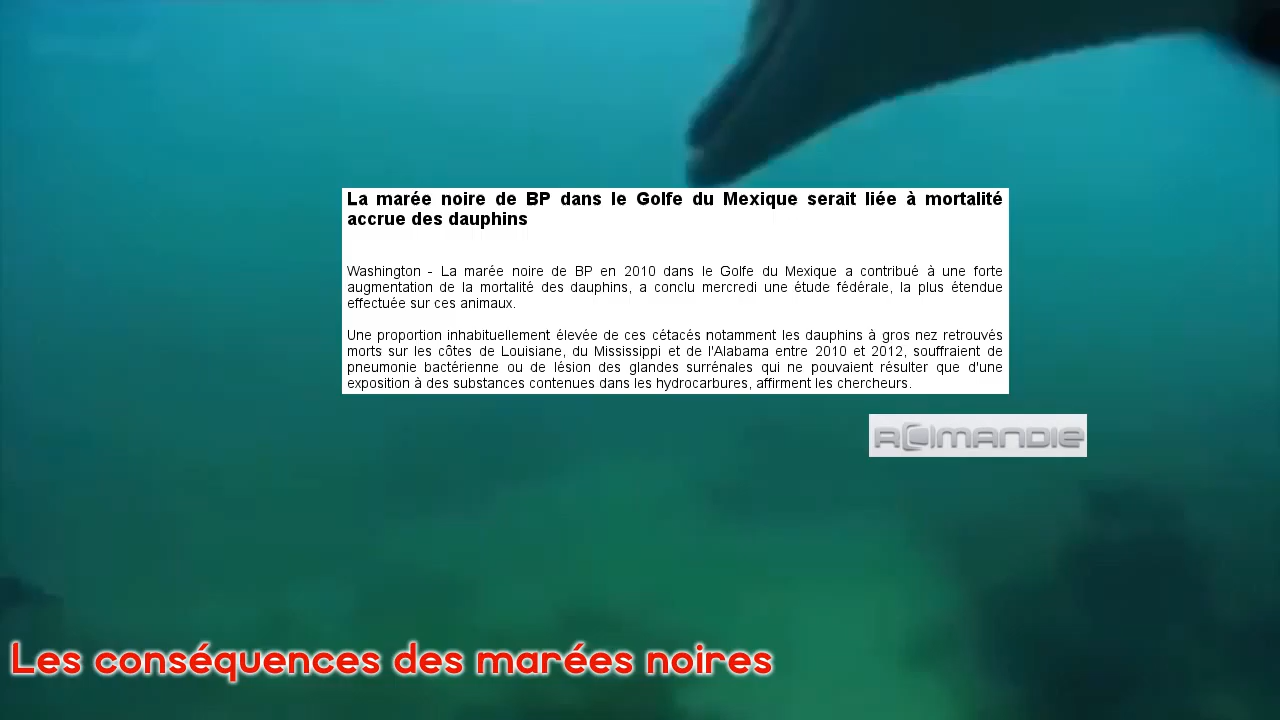 La marée noire de BP dans le Golfe du Mexique serait liée à mortalité
accrue des dauphins
Washington - La marée noire de BP en 2010 dans le Golfe du Mexique a contribué à une forte
augmentation de la mortalité des dauphins, a conclu mercredi une étude fédérale, la plus étendue
effectuée sur ces animaux.
Une proportion inhabituellement élevée de ces cétacés notamment les dauphins à gros nez retrouvés
morts sur les côtes de Louisiane, du Mississippi et de l'Alabama entre 2010 et 2012, souffraient de
pneumonie bactérienne ou de lésion des glandes surrénales qui ne pouvaient résulter que d'une
exposition à des substances contenues dans les hydrocarbures, affirment les chercheurs.
ROMANDIE
Les conséquences des marées noires